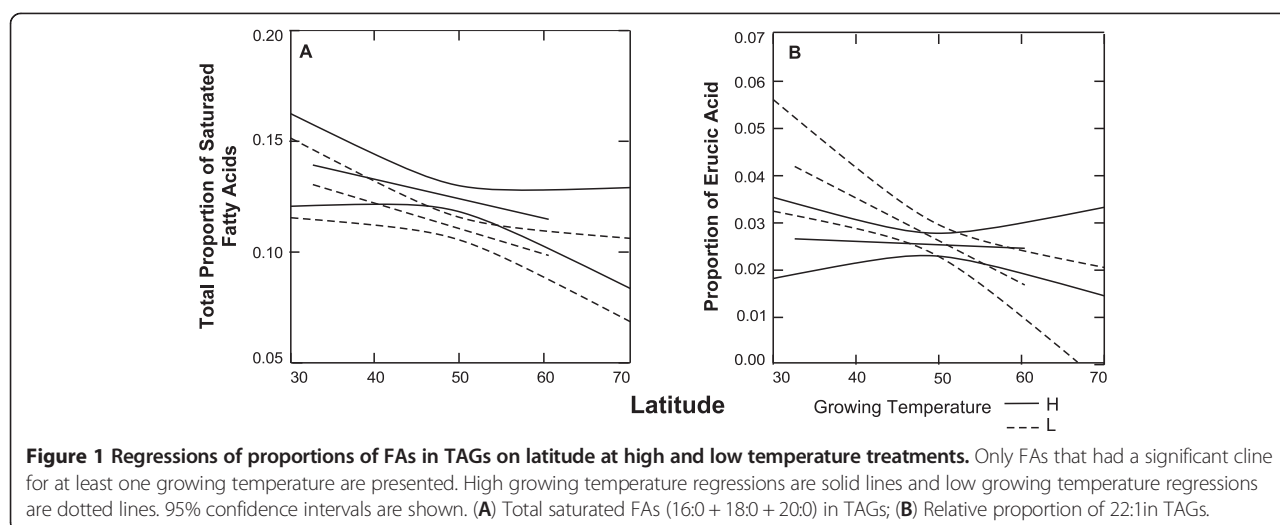 A
B
Total Proportion of Saturated
Fatty Acids
0.20
0.15
0.10
0.05
30 40 50 60 70
Proportion of Erucic Acid
0.07
0.06
0.05
0.04
0.03
0.02
0.01
0.00
30 40 50 60 70
Latitude
Growing Temperature H
L
Figure 1 Regressions of proportions of FAs in TAGs on latitude at high and low temperature treatments. Only FAs that had a significant cline
for at least one growing temperature are presented. High growing temperature regressions are solid lines and low growing temperature regressions
are dotted lines. 95% confidence intervals are shown. (A) Total saturated FAs (16:0 + 18:0 + 20:0) in TAGs; (B) Relative proportion of 22:1in TAGs.